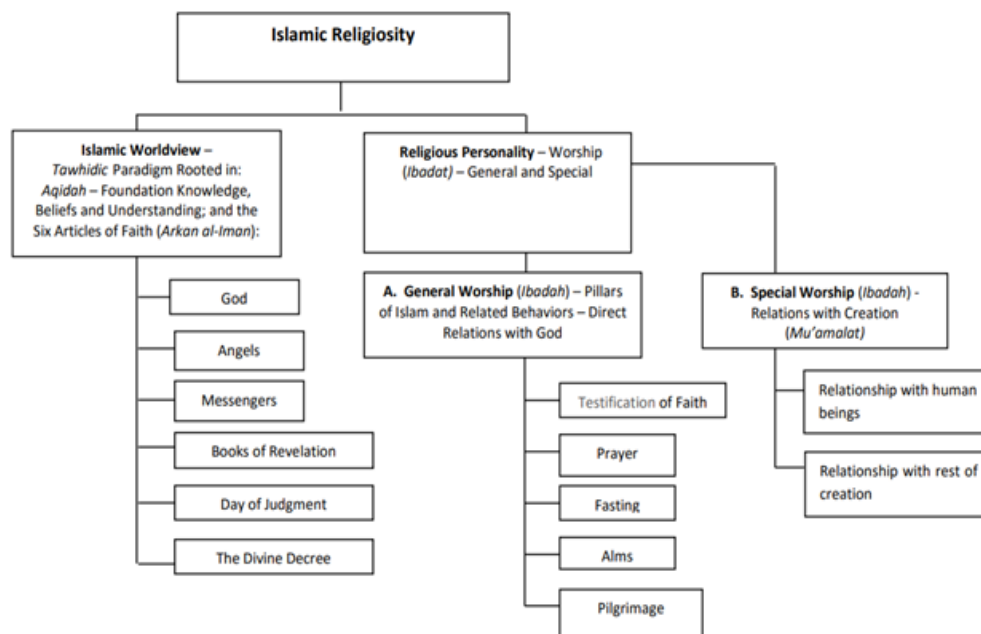 Islamic Religiosity
Islamic Worldview –
Tawhidic Paradigm Rooted in:
Aqidah – Foundation Knowledge,
Beliefs and Understanding; and the
Six Articles of Faith (Arkan al-Iman):
God
Angels
Messengers
Books of Revelation
Day of Judgment
The Divine Decree
Religious Personality – Worship
(Ibadat) – General and Special
A. General Worship (Ibadah) – Pillars
of Islam and Related Behaviors – Direct
Relations with God
Testification of Faith
Prayer
Fasting
Alms
Pilgrimage
B. Special Worship (Ibadah) -
Relations with Creation
(Mu’amalat)
Relationship with human
beings
Relationship with rest of
creation